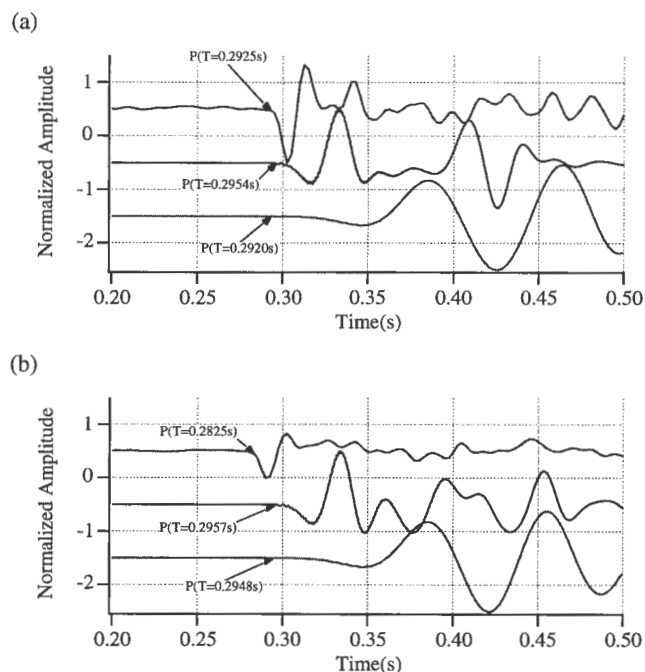 (a)
Normalized Amplitude
1
0
-1
-2
P(T=0.2925s)
P(T=0.2954s)
P(T=0.2920s)
0.20 0.25 0.30 0.35 0.40 0.45 0.50
Time(s)
(b)
Normalized Amplitude
1
0
-1
-2
P(T=0.2825s)
P(T=0.2957s)
P(T=0.2948s)
0.20 0.25 0.30 0.35 0.40 0.45 0.50
Time(s)